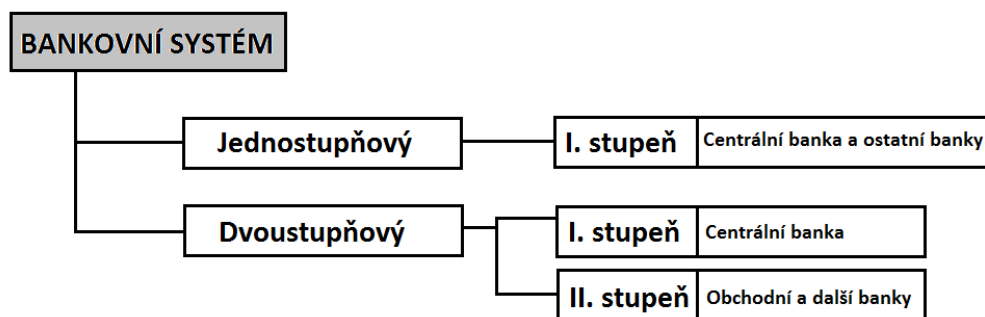 BANKOVNÍ SYSTÉM
Jednostupňový
I. stupeň
Centrální banka a ostatní banky
Dvoustupňový
I. stupeň
Centrální banka
II. stupeň
Obchodní a další banky